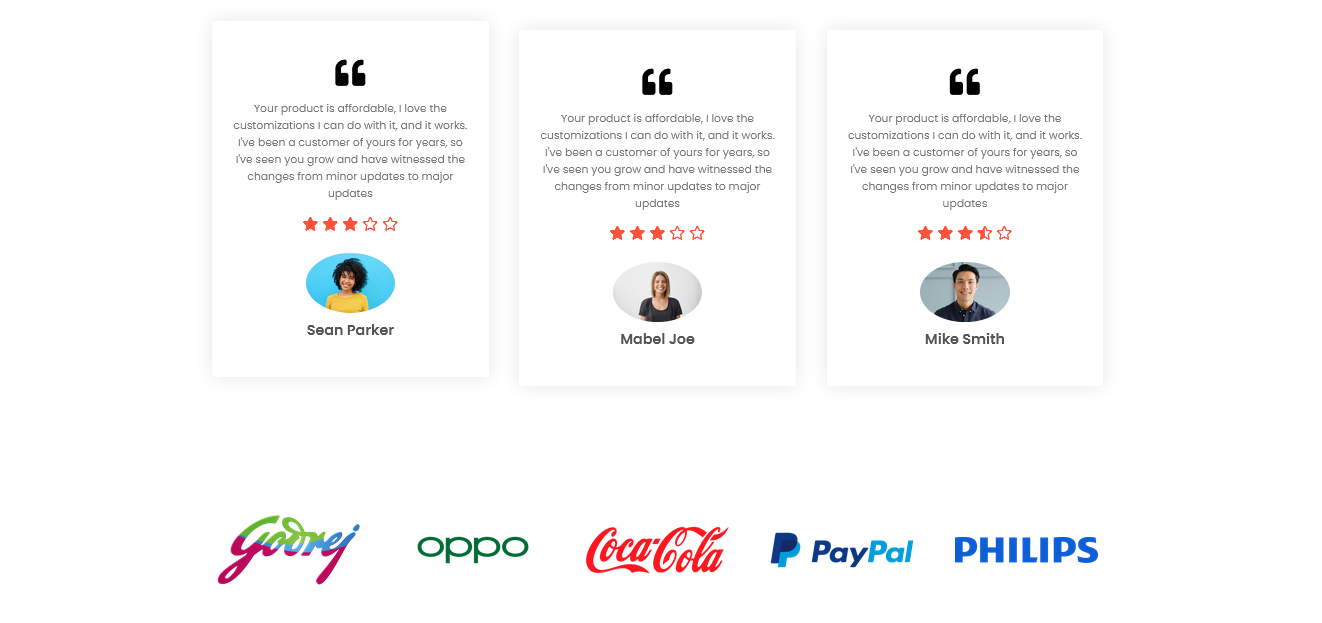 Your product is affordable, I love the
customizations I can do with it, and it works.
I've been a customer of yours for years, so
I've seen you grow and have witnessed the
changes from minor updates to major
updates
Sean Parker
Your product is affordable, I love the
customizations I can do with it, and it works.
I've been a customer of yours for years, so
I've seen you grow and have witnessed the
changes from minor updates to major
updates
Mabel Joe
Your product is affordable, I love the
customizations I can do with it, and it works.
I've been a customer of yours for years, so
I've seen you grow and have witnessed the
changes from minor updates to major
updates
Mike Smith
Godrej
oppo
Coca-Cola
PayPal
PHILIPS